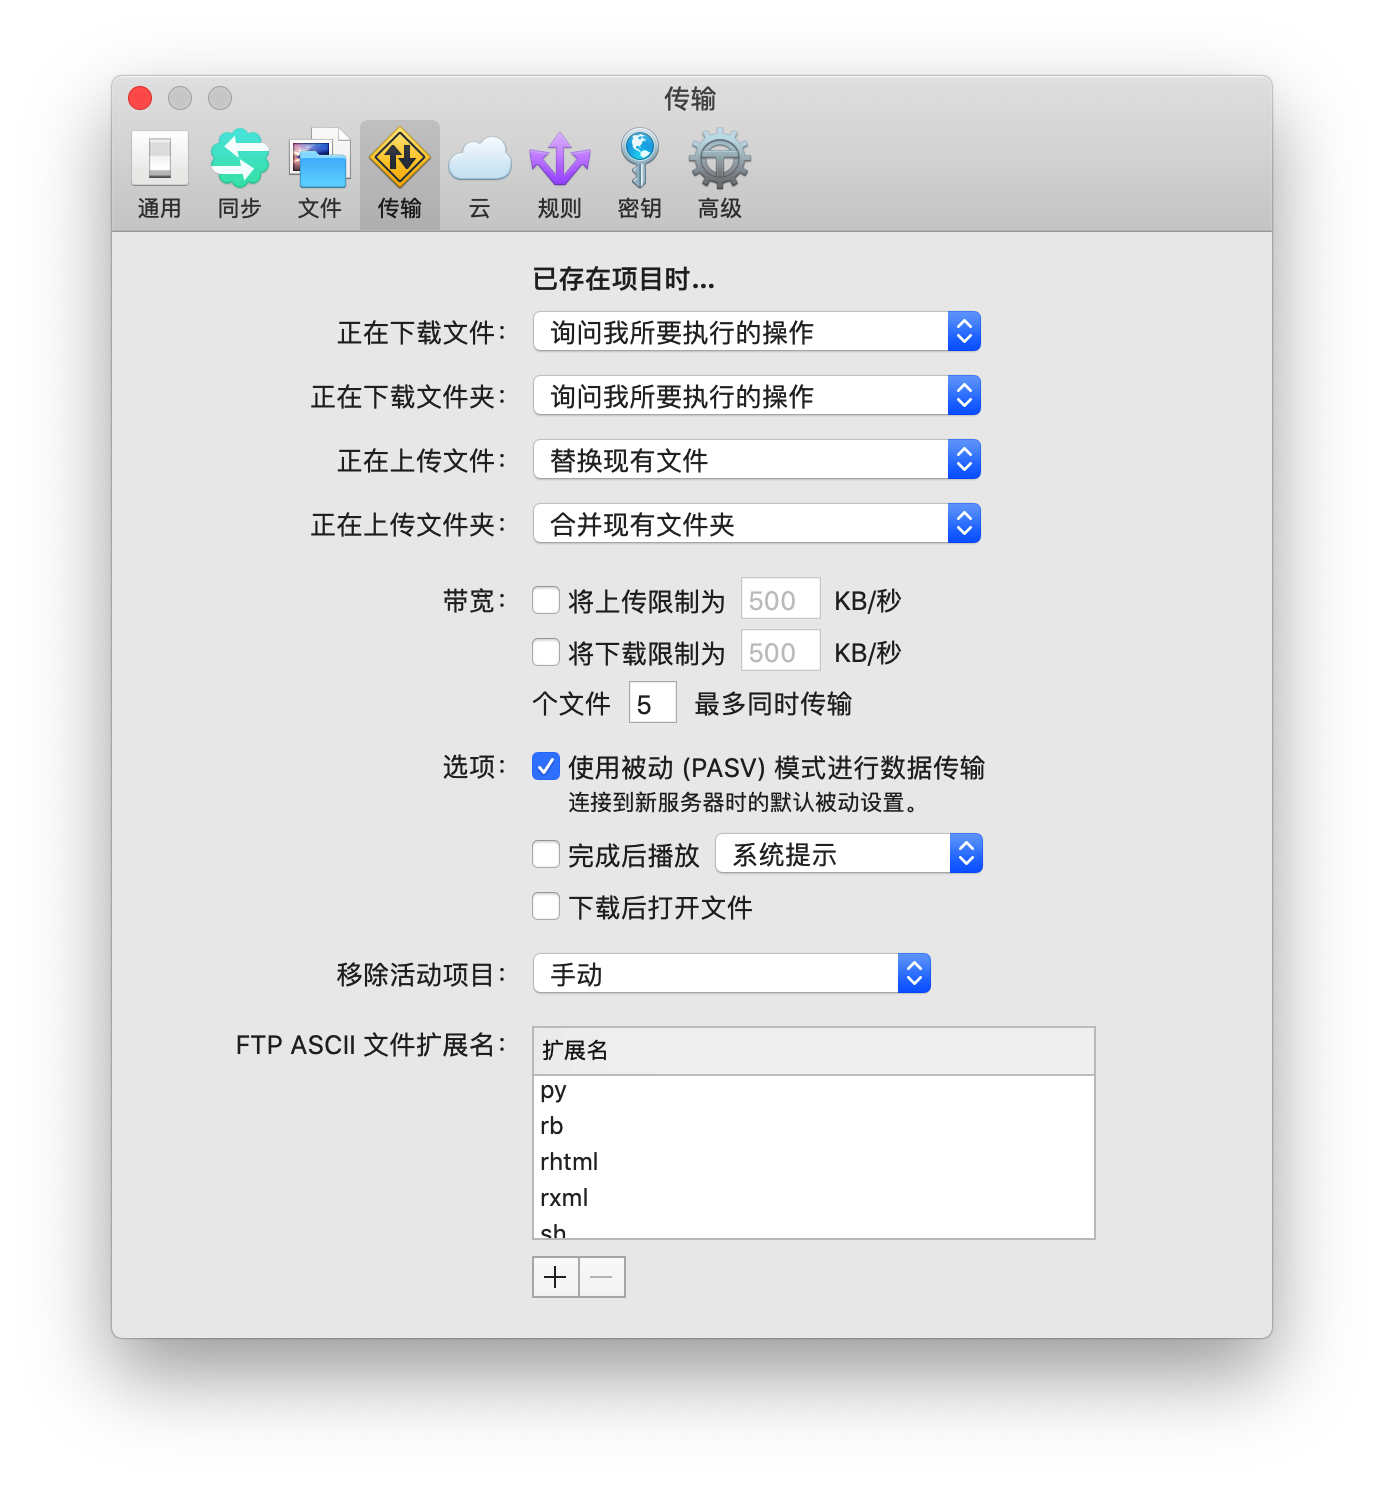 传输
通用 同步 文件 传输 云 规则 密钥 高级
已存在项目时...
正在下载文件： 询问我所要执行的操作
正在下载文件夹： 询问我所要执行的操作
正在上传文件： 替换现有文件
正在上传文件夹： 合并现有文件夹
带宽： 将上传限制为 500 KB/秒
将下载限制为 500 KB/秒
个文件 5 最多同时传输
选项： 使用被动 (PASV) 模式进行数据传输
连接到新服务器时的默认被动设置。
完成后播放 系统提示
下载后打开文件
移除活动项目： 手动
FTP ASCII 文件扩展名： 扩展名
py
rb
rhtml
rxml
sh